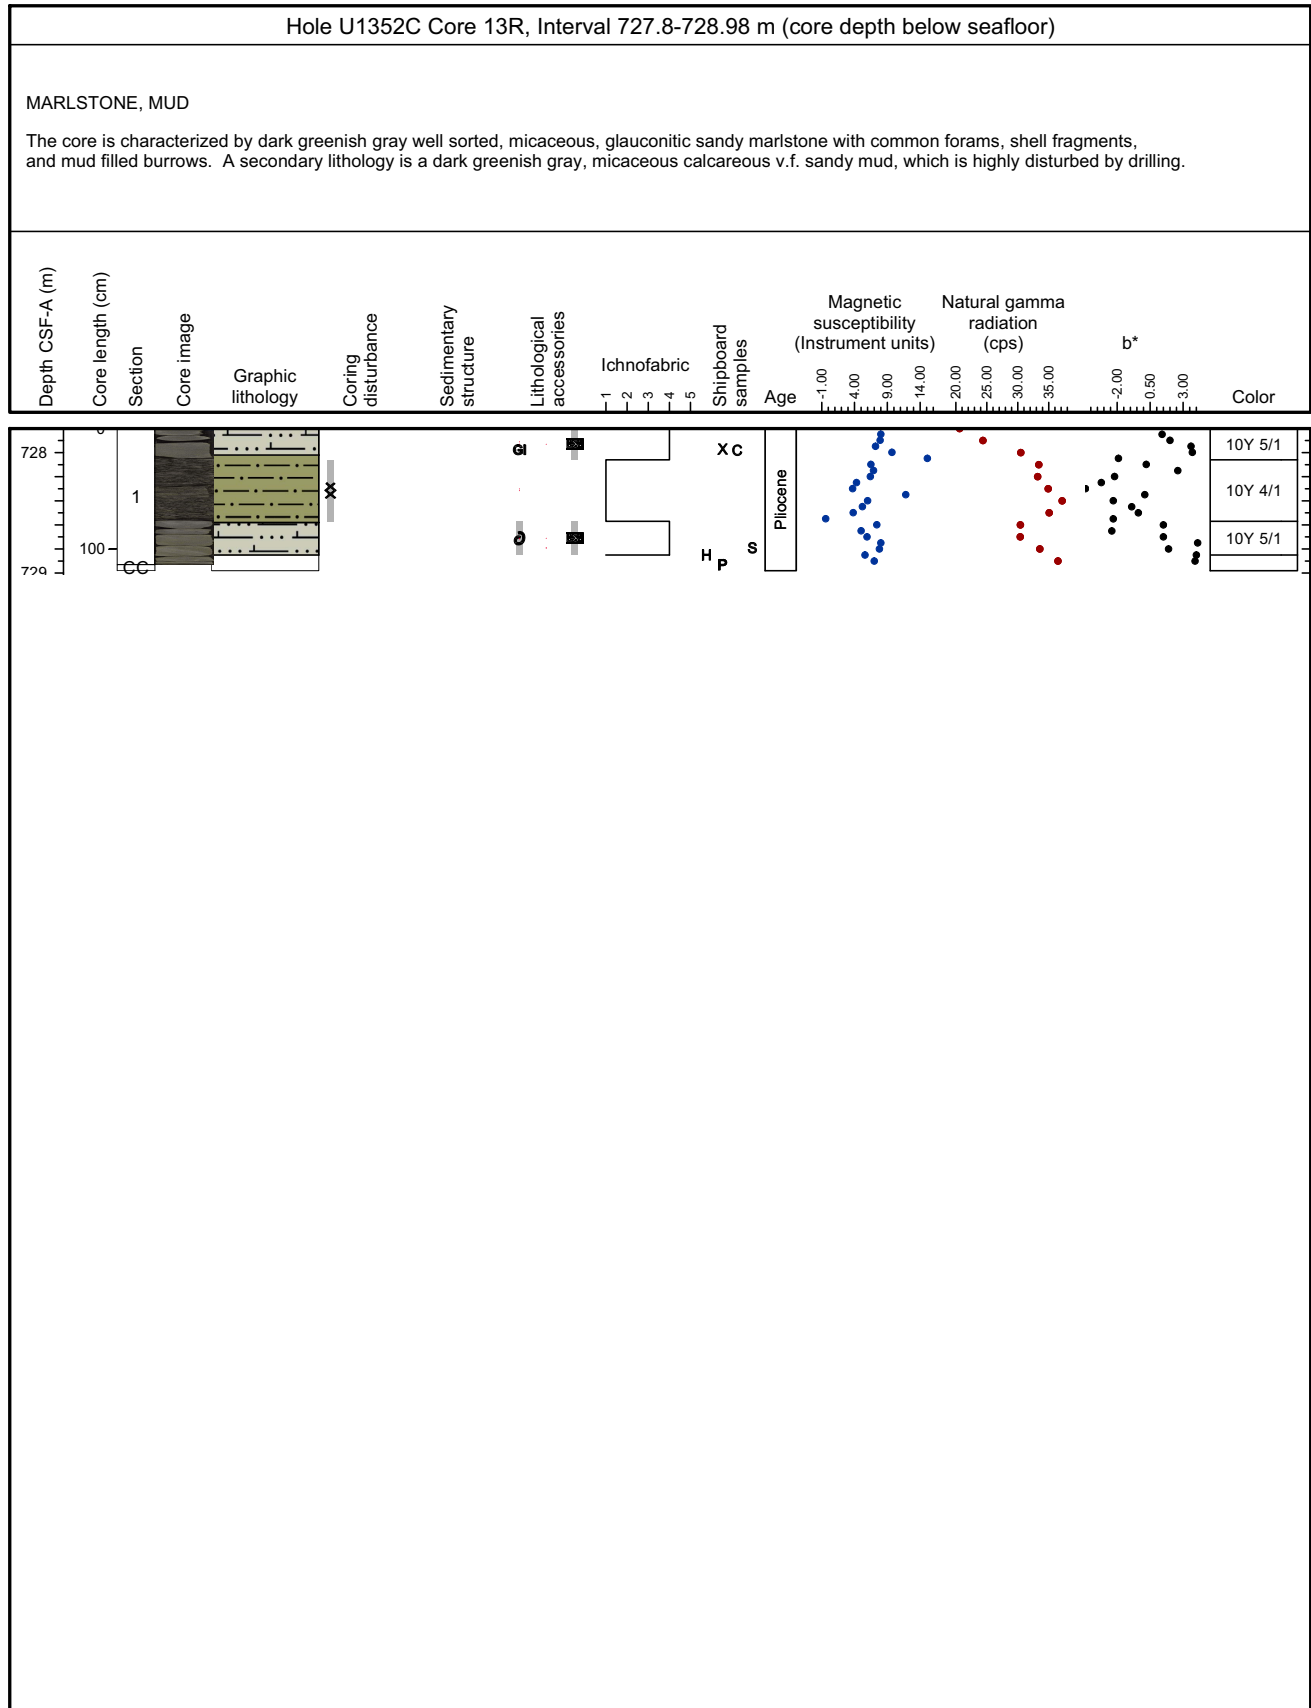 Hole U1352C Core 13R, Interval 727.8-728.98 m (core depth below seafloor)
MARLSTONE, MUD
The core is characterized by dark greenish gray well sorted, micaceous, glauconitic sandy marlstone with common forams, shell fragments,
and mud filled burrows. A secondary lithology is a dark greenish gray, micaceous calcareous v.f. sandy mud, which is highly disturbed by drilling.
Depth CSF-A (m)
Core length (cm)
Section
Core image
Graphic
lithology
Coring
disturbance
Sedimentary
structure
Lithological
accessories
Ichnofabric
1 2 3 4 5
Shipboard
samples
Age
Magnetic
susceptibility
(Instrument units)
-1.00 4.00 9.00 14.00
Natural gamma
radiation
(cps)
20.00 25.00 30.00 35.00
b*
-2.00 0.50 3.00
Color
728
729
0
100
1
CC
GI
X C
H
P
S
Pliocene
10Y 5/1
10Y 4/1
10Y 5/1